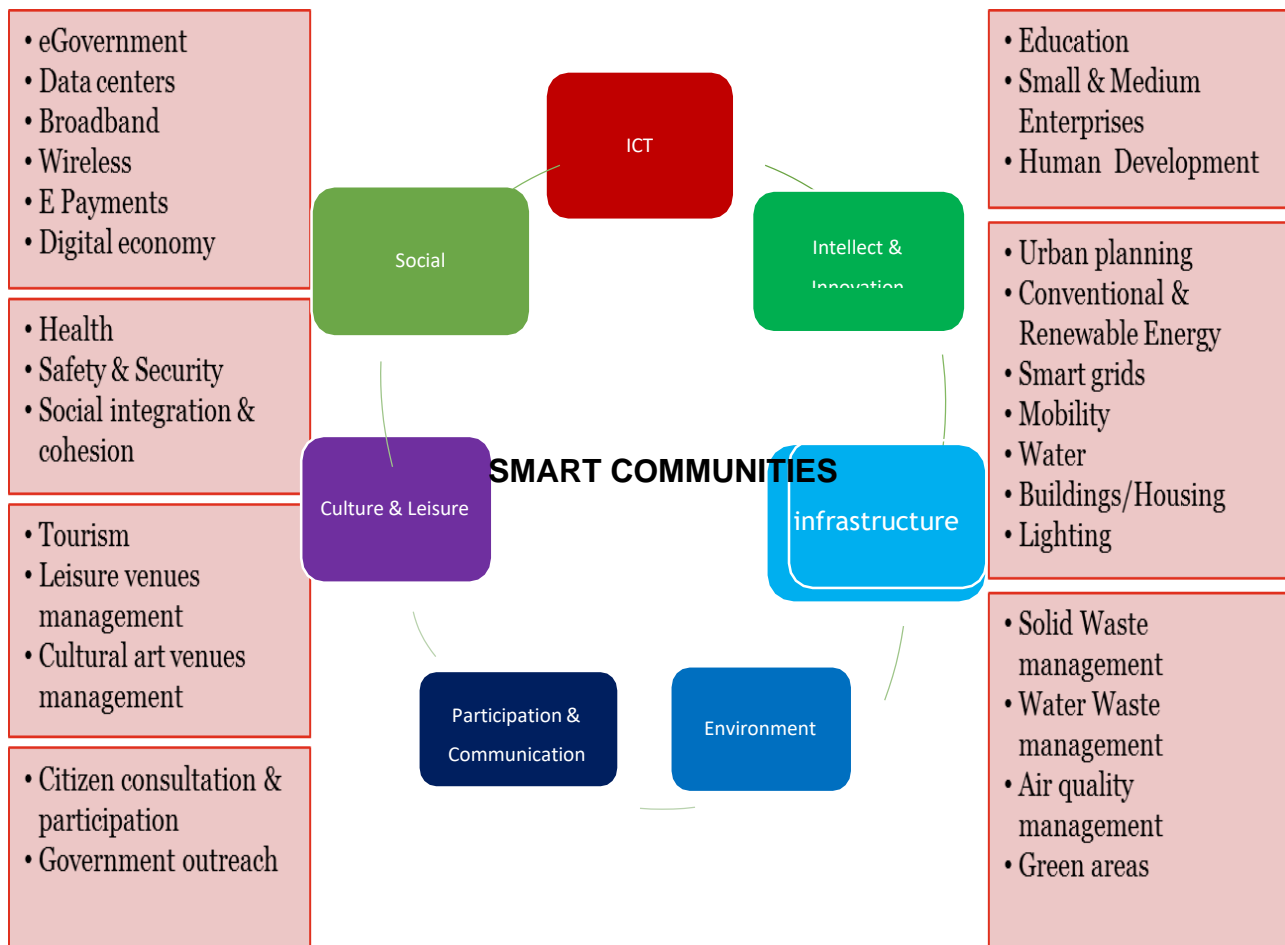 • eGovernment
• Data centers
• Broadband
• Wireless
• E Payments
• Digital economy
• Health
• Safety & Security
• Social integration &
cohesion
• Tourism
• Leisure venues
management
• Cultural art venues
management
• Citizen consultation &
participation
• Government outreach
ICT
Social
Intellect &
Innovation
SMART COMMUNITIES
Culture & Leisure
infrastructure
Participation &
Communication
Environment
• Education
• Small & Medium
Enterprises
• Human Development
• Urban planning
• Conventional &
Renewable Energy
• Smart grids
• Mobility
• Water
• Buildings/Housing
• Lighting
• Solid Waste
management
• Water Waste
management
• Air quality
management
• Green areas